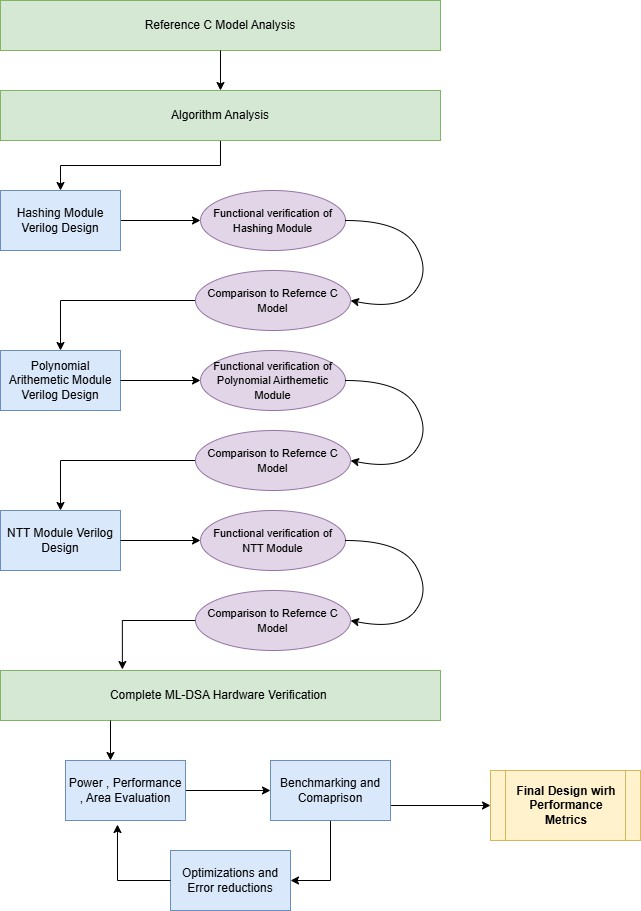 Reference C Model Analysis
Algorithm Analysis
Hashing Module
Verilog Design
Functional verification of
Hashing Module
Comparison to Refernce C
Model
Polynomial
Arithemetic Module
Verilog Design
Functional verification of
Polynomial Airthemetic
Module
Comparison to Refernce C
Model
NTT Module Verilog
Design
Functional verification of
NTT Module
Comparison to Refernce C
Model
Complete ML-DSA Hardware Verification
Power , Performance
, Area Evaluation
Benchmarking and
Comaprison
Final Design wirh
Performance
Metrics
Optimizations and
Error reductions